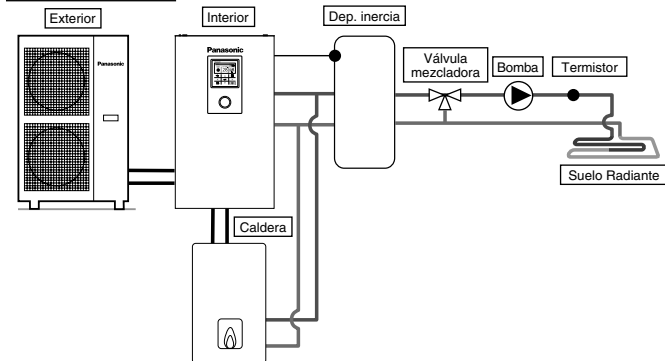 Exterior
Interior
Dep. inercia
Panasonic
Panasonic
Válvula
mezcladora
Bomba
Termistor
Suelo Radiante
Caldera